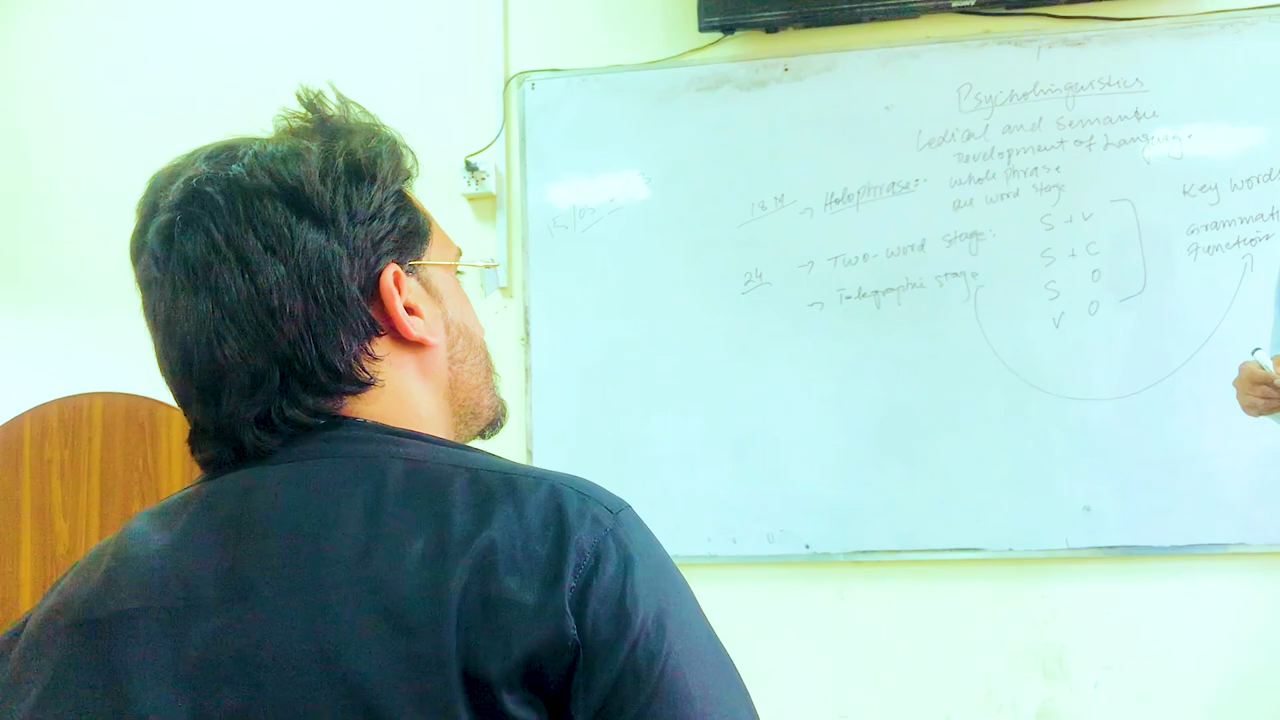 Psycholinguistics
Lexical and Semantic
Development of Language.
15/05
18 M → Holophrase:- whole phrase
one word stage
24 → Two-word stage:
→ Telegraphic stage
S + V
S + C
S O
V O
Key words
Grammati
function